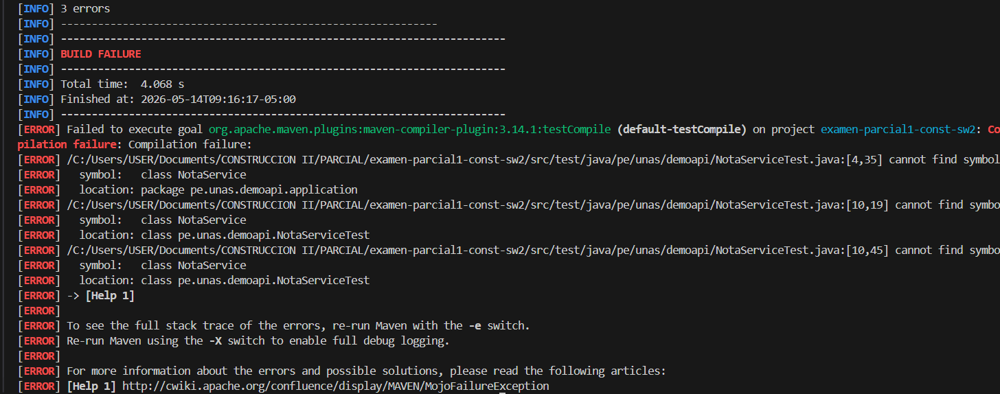 [INFO] 3 errors
[INFO] -------------------------------------------------------------
[INFO] ------------------------------------------------------------------------
[INFO] BUILD FAILURE
[INFO] ------------------------------------------------------------------------
[INFO] Total time:  4.068 s
[INFO] Finished at: 2026-05-14T09:16:17-05:00
[INFO] ------------------------------------------------------------------------
[ERROR] Failed to execute goal org.apache.maven.plugins:maven-compiler-plugin:3.14.1:testCompile (default-testCompile) on project examen-parcial1-const-sw2: Co
pilation failure: Compilation failure:
[ERROR] /C:/Users/USER/Documents/CONSTRUCCION II/PARCIAL/examen-parcial1-const-sw2/src/test/java/pe/unas/demoapi/NotaServiceTest.java:[4,35] cannot find symbol
[ERROR]   symbol:   class NotaService
[ERROR]   location: package pe.unas.demoapi.application
[ERROR] /C:/Users/USER/Documents/CONSTRUCCION II/PARCIAL/examen-parcial1-const-sw2/src/test/java/pe/unas/demoapi/NotaServiceTest.java:[10,19] cannot find symbo
[ERROR]   symbol:   class NotaService
[ERROR]   location: class pe.unas.demoapi.NotaServiceTest
[ERROR] /C:/Users/USER/Documents/CONSTRUCCION II/PARCIAL/examen-parcial1-const-sw2/src/test/java/pe/unas/demoapi/NotaServiceTest.java:[10,45] cannot find symbo
[ERROR]   symbol:   class NotaService
[ERROR]   location: class pe.unas.demoapi.NotaServiceTest
[ERROR] -> [Help 1]
[ERROR]
[ERROR] To see the full stack trace of the errors, re-run Maven with the -e switch.
[ERROR] Re-run Maven using the -X switch to enable full debug logging.
[ERROR]
[ERROR] For more information about the errors and possible solutions, please read the following articles:
[ERROR] [Help 1] http://cwiki.apache.org/confluence/display/MAVEN/MojoFailureException